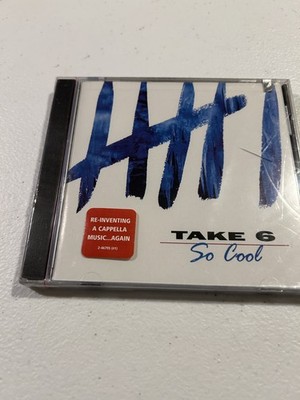 RE-INVENTING
A CAPPELLA
MUSIC...AGAIN
TAKE 6
So Cool